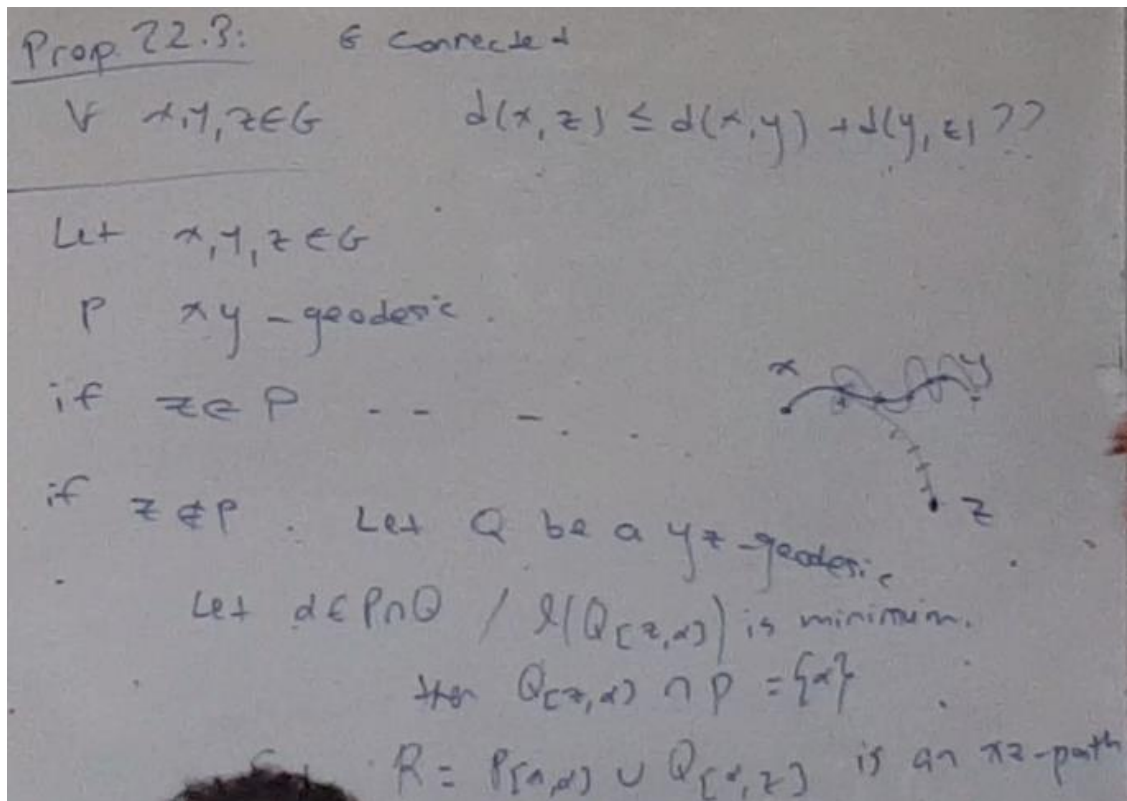 Prop. 22.3: G connected
∀ x,y,z∈G d(x,z) ≤ d(x,y) + d(y,z) ??
Let x,y,z ∈ G
P xy-geodesic.
if z∈P -- -. .
x y
if z∉P. Let Q be a yz-geodesic
z
Let α∈P∩Q / l(Q[z,α]) is minimum.
then Q[z,α] ∩ P = {α}
R = P[x,α] ∪ Q[α,z] is an xz-path